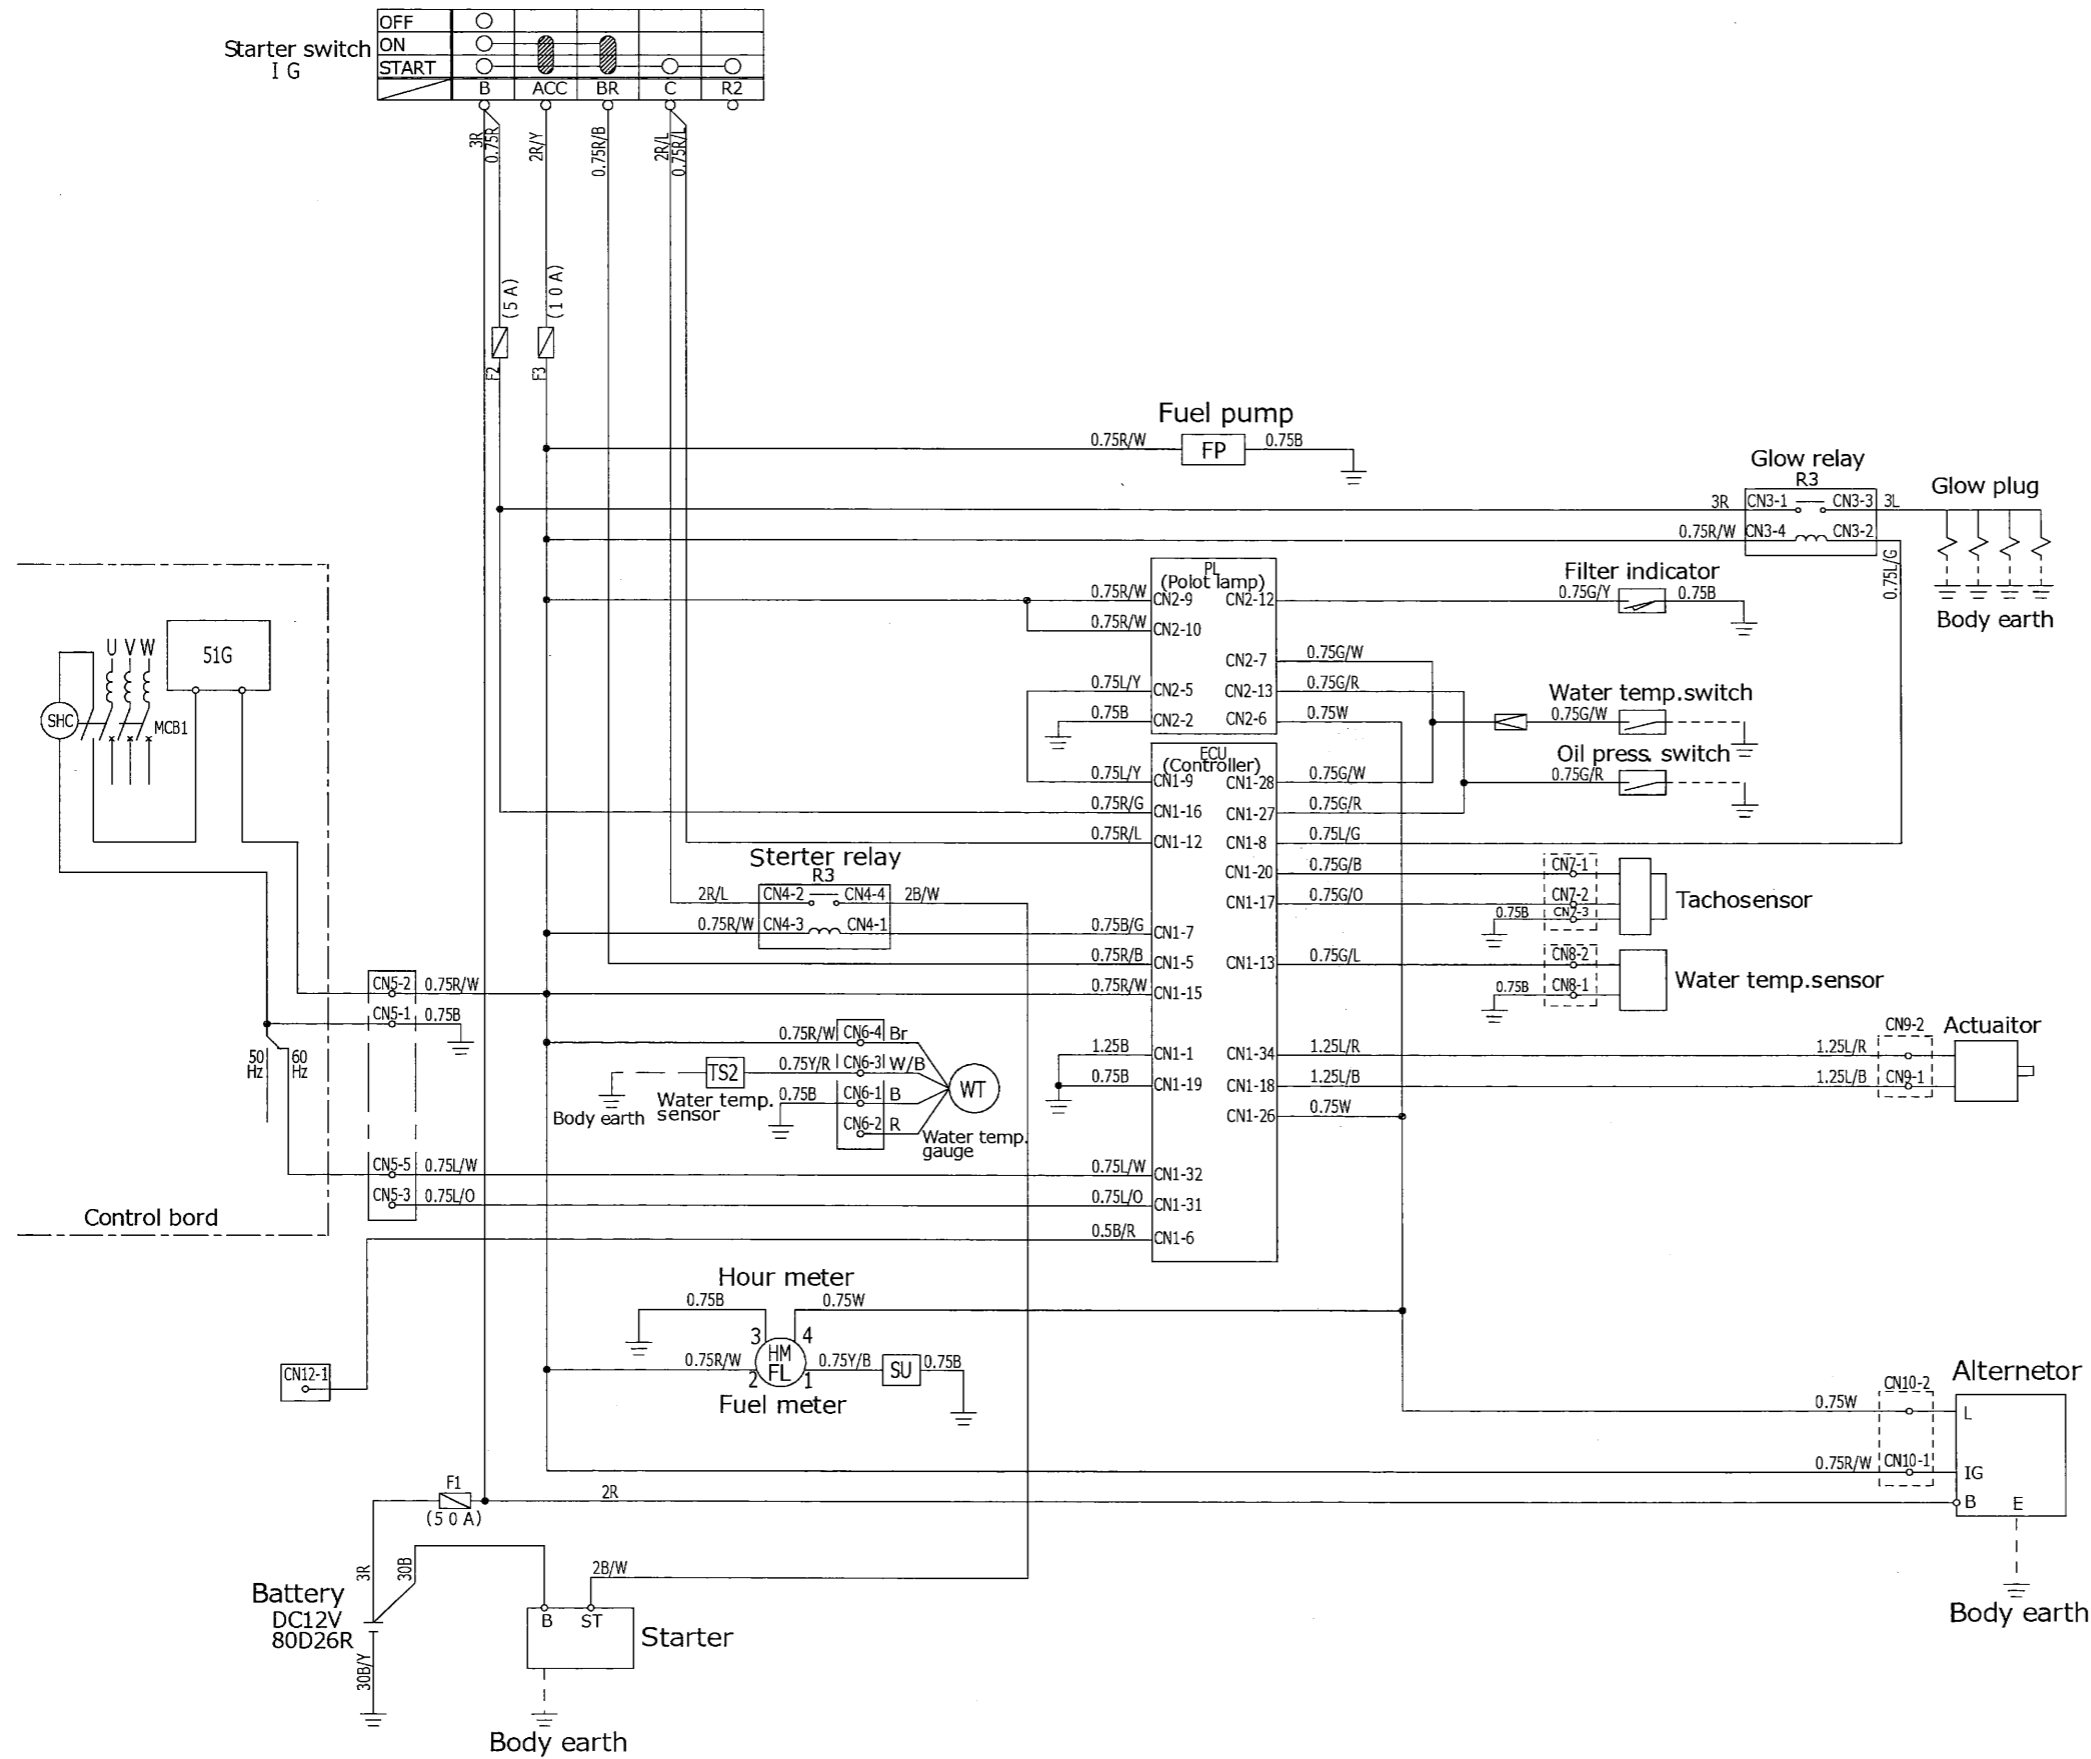 OFF
Starter switch
ON
I G
START
B ACC BR C R2
3R
0.75R
2R/Y
0.75R/B
2R/L
0.75R/L
(5A)
(10A)
F2
F3
Fuel pump
0.75R/W FP 0.75B
Glow relay
R3
Glow plug
3R CN3-1 CN3-3 3L
0.75R/W CN3-4 CN3-2
0.75L/G
Body earth
PL
(Polot lamp)
Filter indicator
0.75R/W CN2-9 CN2-12 0.75G/Y 0.75B
0.75R/W CN2-10
CN2-7 0.75G/W
0.75L/Y CN2-5 CN2-13 0.75G/R
Water temp.switch
0.75B CN2-2 CN2-6 0.75W 0.75G/W
ECU
(Controller)
Oil press. switch
0.75L/Y CN1-9 CN1-28 0.75G/W 0.75G/R
0.75R/G CN1-16 CN1-27 0.75G/R
0.75R/L CN1-12 CN1-8 0.75L/G
U V W
51G
SHC
MCB1
Sterter relay
R3
CN1-20 0.75G/B CN7-1
2R/L CN4-2 CN4-4 2B/W
CN1-17 0.75G/O CN7-2
Tachosensor
0.75B CN7-3
0.75R/W CN4-3 CN4-1 0.75B/G CN1-7
0.75R/B CN1-5 CN1-13 0.75G/L CN8-2
CN5-2 0.75R/W 0.75R/W CN1-15
0.75B CN8-1
Water temp.sensor
CN5-1 0.75B
0.75R/W CN6-4 Br
CN9-2
Actuaitor
50
Hz
60
Hz
1.25B CN1-1 CN1-34 1.25L/R 1.25L/R
TS2 0.75Y/R CN6-3 W/B
WT
0.75B CN1-19 CN1-18 1.25L/B 1.25L/B CN9-1
Body earth
Water temp.
sensor
0.75B CN6-1 B
CN1-26 0.75W
CN6-2 R
Water temp.
gauge
CN5-5 0.75L/W 0.75L/W CN1-32
CN5-3 0.75L/O 0.75L/O CN1-31
Control bord
0.5B/R CN1-6
Hour meter
0.75B 0.75W
3 4
HM
FL
0.75R/W 2 1 0.75Y/B SU 0.75B
Fuel meter
CN12-1
Alternetor
CN10-2
0.75W L
0.75R/W CN10-1 IG
F1
(50A)
2R
B E
3R
30B
2B/W
Battery
DC12V
80D26R
30B/Y
B ST
Starter
Body earth
Body earth